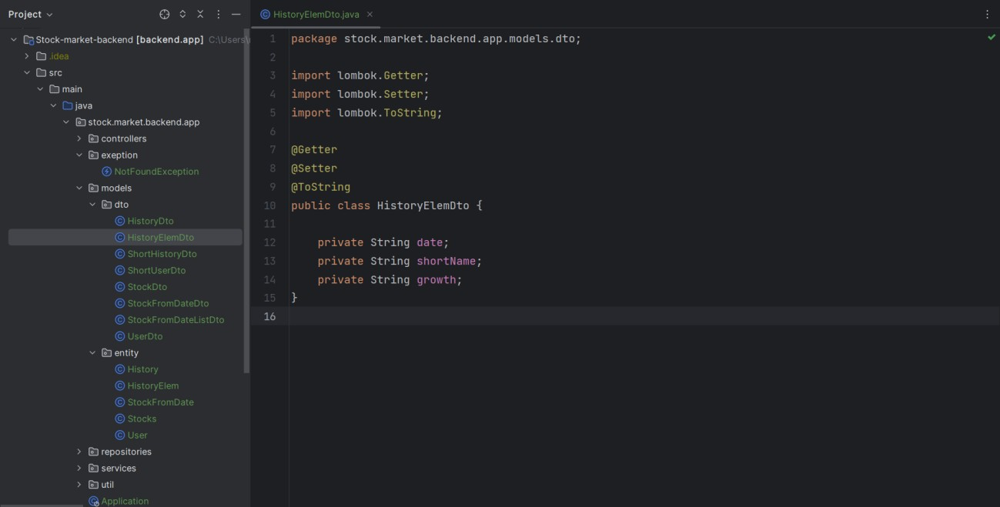 Project
Stock-market-backend [backend.app] C:\Users\
.idea
src
main
java
stock.market.backend.app
controllers
exeption
NotFoundException
models
dto
HistoryDto
HistoryElemDto
ShortHistoryDto
ShortUserDto
StockDto
StockFromDateDto
StockFromDateListDto
UserDto
entity
History
HistoryElem
StockFromDate
Stocks
User
repositories
services
util
Application
HistoryElemDto.java
1 package stock.market.backend.app.models.dto;
2
3 import lombok.Getter;
4 import lombok.Setter;
5 import lombok.ToString;
6
7 @Getter
8 @Setter
9 @ToString
10 public class HistoryElemDto {
11
12 private String date;
13 private String shortName;
14 private String growth;
15 }
16